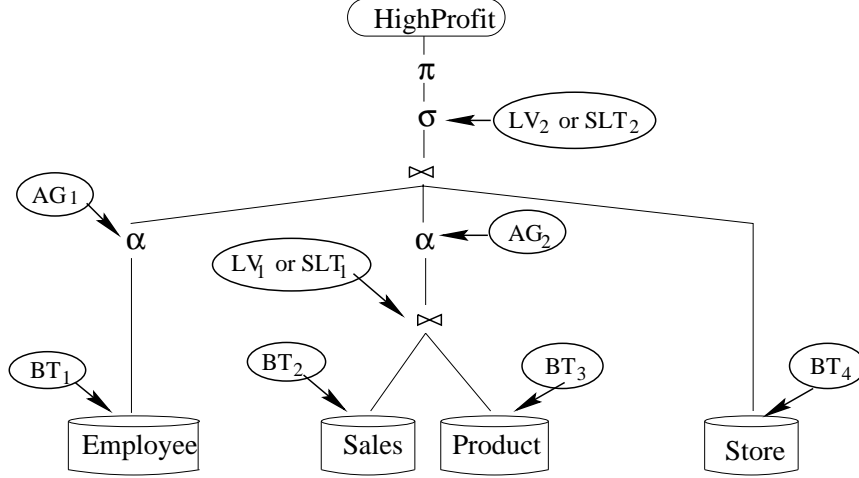 HighProfit
π
σ
LV₂ or SLT₂
⋈
AG₁
α
α
AG₂
LV₁ or SLT₁
⋈
BT₁
BT₂
BT₃
BT₄
Employee
Sales
Product
Store